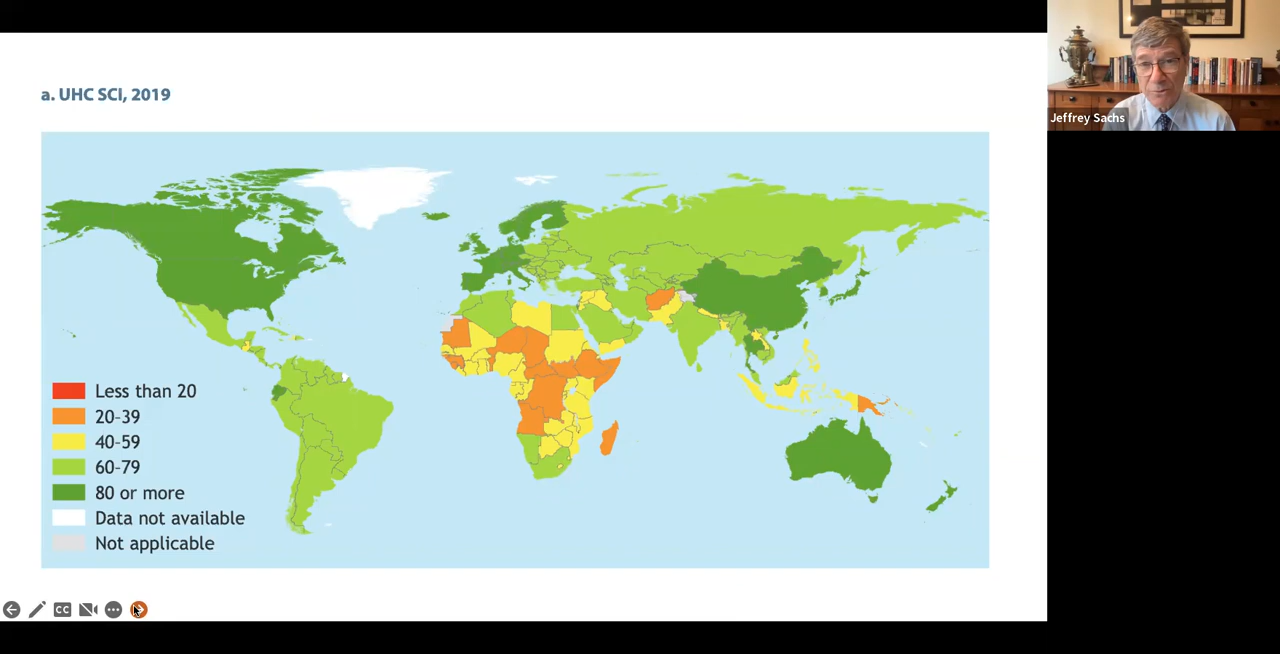 a. UHC SCI, 2019
Less than 20
20-39
40-59
60-79
80 or more
Data not available
Not applicable
CC
Jeffrey Sachs